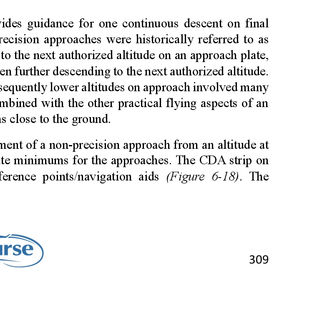 vides guidance for one continuous descent on final
recision approaches were historically referred to as
to the next authorized altitude on an approach plate,
en further descending to the next authorized altitude.
sequently lower altitudes on approach involved many
mbined with the other practical flying aspects of an
s close to the ground.
ment of a non-precision approach from an altitude at
te minimums for the approaches. The CDA strip on
ference points/navigation aids (Figure 6-18). The
urse
309